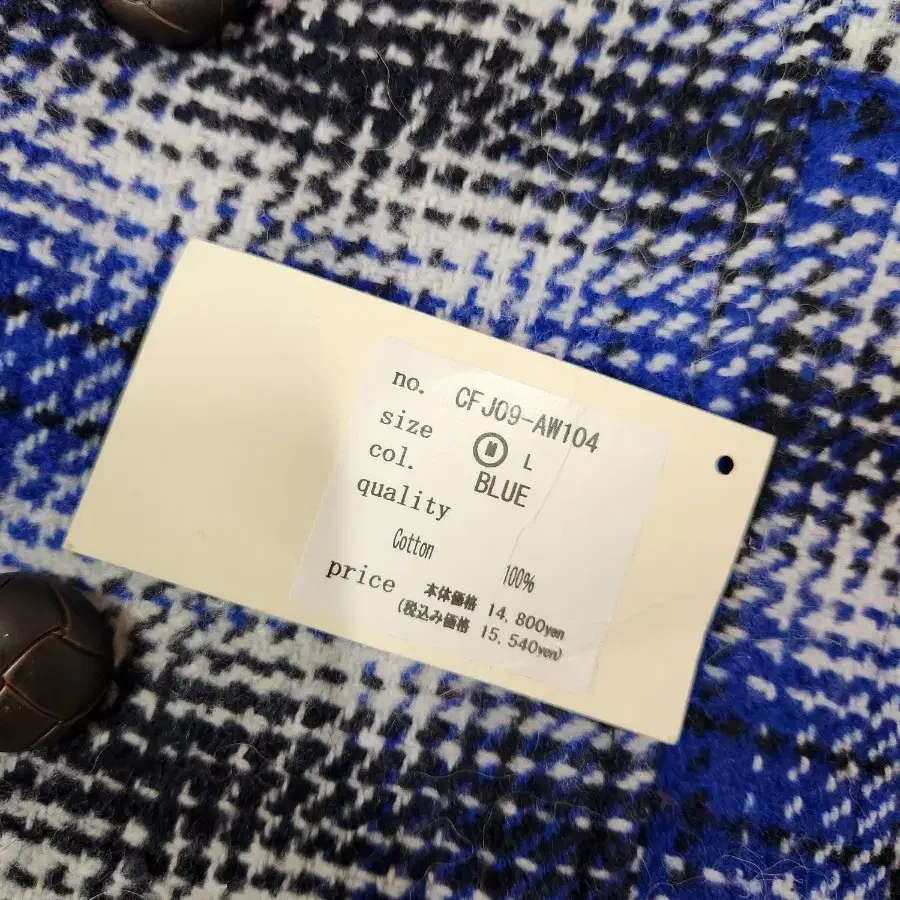 no. CFJ09-AW104
size Ⓜ L
col. BLUE
quality
Cotton 100%
price 本体価格 14,800yen
(税込み価格 15,540yen)